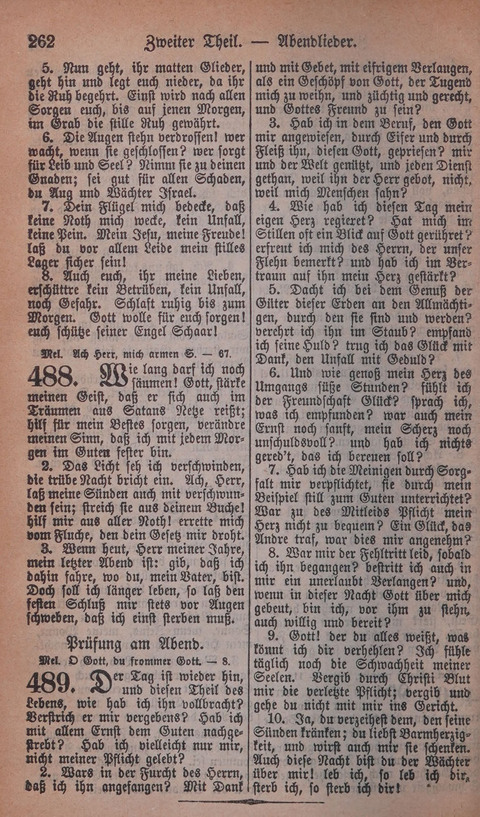 262 Zweiter Theil. — Abendlieder.
5. Nun geht, ihr matten Glieder,
geht hin und legt euch nieder, da ihr
die Ruh begehrt. Einst wird nach allen
Sorgen euch, bis auf jenen Morgen,
im Grab die stille Ruh gewährt.
6. Die Augen stehn verdrossen! wer
wacht, wenn sie geschlossen? wer sorgt
für Leib und Seel? Nimm sie zu deinen
Gnaden; sei gut für allen Schaden,
du Aug und Wächter Israel.
7. Dein Flügel mich bedecke, daß
keine Noth mich wecke, kein Unfall,
keine Pein. Mein Jesu, meine Freude!
laß du vor allem Leide mein stilles
Lager sicher sein!
8. Auch euch, ihr meine Lieben,
erschüttre kein Betrüben, kein Unfall,
noch Gefahr. Schlaft ruhig bis zum
Morgen. Gott wolle für euch sorgen!
euch schütze seiner Engel Schaar!
Mel. Ach Herr, mich armen S. — 67.
488. Wie lang darf ich noch
säumen! Gott, stärke
meinen Geist, daß er sich auch im
Träumen aus Satans Netze reißt;
hilf für mein Bestes sorgen, verändre
meinen Sinn, daß ich mit jedem Mor-
gen im Guten fester bin.
2. Das Licht seh ich verschwinden,
die trübe Nacht bricht ein. Ach, Herr,
laß meine Sünden auch mit verschwun-
den sein; streich sie aus deinem Buche!
hilf mir aus aller Noth! errette mich
vom Fluche, den dein Gesetz mir droht.
3. Wenn heut, Herr meiner Jahre,
mein letzter Abend ist: gib, daß ich
dahin fahre, wo du, mein Vater, bist.
Doch soll ich länger leben, so laß den
festen Schluß mir stets vor Augen
schweben, daß ich einst sterben muß.
Prüfung am Abend.
Mel. O Gott, du frommer Gott. — 8.
489. Der Tag ist wieder hin,
und diesen Theil des
Lebens, wie hab ich ihn vollbracht?
Verstrich er mir vergebens? Hab ich
mit allem Ernst dem Guten nachge-
strebt? Hab ich vielleicht nur mir,
nicht meiner Pflicht gelebt?
2. Wars in der Furcht des Herrn,
daß ich ihn angefangen? Mit Dank
und mit Gebet, mit eifrigem Verlangen,
als ein Geschöpf von Gott, der Tugend
mich zu weihn, und züchtig und gerecht,
und Gottes Freund zu sein?
3. Hab ich in dem Beruf, den Gott
mir angewiesen, durch Eifer und durch
Fleiß ihn, diesen Gott, gepriesen? mir
und der Welt genützt, und jeden Dienst
gethan, weil ihn der Herr gebot, nicht,
weil mich Menschen sahn?
4. Wie hab ich diesen Tag mein
eigen Herz regieret? Hat mich im
Stillen oft ein Blick auf Gott gerühret?
erfreut ich mich des Herrn, der unser
Flehn bemerkt? und hab ich im Ver-
traun auf ihn mein Herz gestärkt?
5. Dacht ich bei dem Genuß der
Güter dieser Erden an den Allmächti-
gen, durch den sie sind und werden?
verehrt ich ihn im Staub? empfand
ich seine Huld? trug ich das Glück mit
Dank, den Unfall mit Geduld?
6. Und wie genoß mein Herz des
Umgangs süße Stunden? fühlt ich
der Freundschaft Glück? sprach ich,
was ich empfunden? war auch mein
Ernst noch sanft, mein Scherz noch
unschuldsvoll? und hab ich nichts
gered't, das ich bereuen soll?
7. Hab ich die Meinigen durch Sorg-
falt mir verpflichtet, sie durch mein
Beispiel still zum Guten unterrichtet?
War zu des Mitleids Pflicht mein
Herz nicht zu bequem? Ein Glück, das
Andre traf, war dies mir angenehm?
8. War mir der Fehltritt leid, sobald
ich ihn begangen? bestritt ich auch in
mir ein unerlaubt Verlangen? und,
wenn in dieser Nacht Gott über mich
gebeut, bin ich, vor ihm zu stehn,
auch willig und bereit?
9. Gott! der du alles weißt, was
könnt ich dir verhehlen? Ich fühle
täglich noch die Schwachheit meiner
Seelen. Vergib durch Christi Blut
mir die verletzte Pflicht; vergib und
gehe du nicht mit mir ins Gericht.
10. Ja, du verzeihest dem, den seine
Sünden kränken; du liebst Barmherzig-
keit, und wirst auch mir sie schenken.
Auch diese Nacht bist du der Wächter
über mir! leb ich, so leb ich dir,
sterb ich, so sterb ich dir!